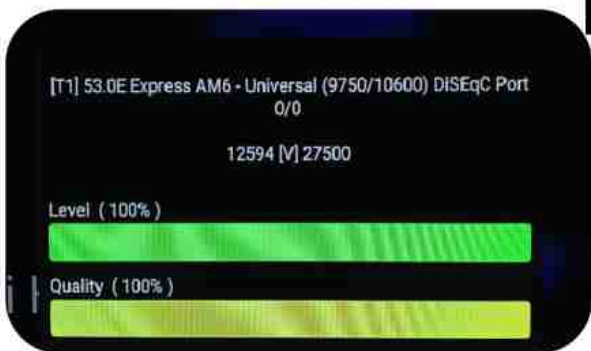 [T1] 53.0E Express AM6 - Universal (9750/10600) DiSEqC Port
0/0
12594 [V] 27500
Level ( 100% )
Quality ( 100% )